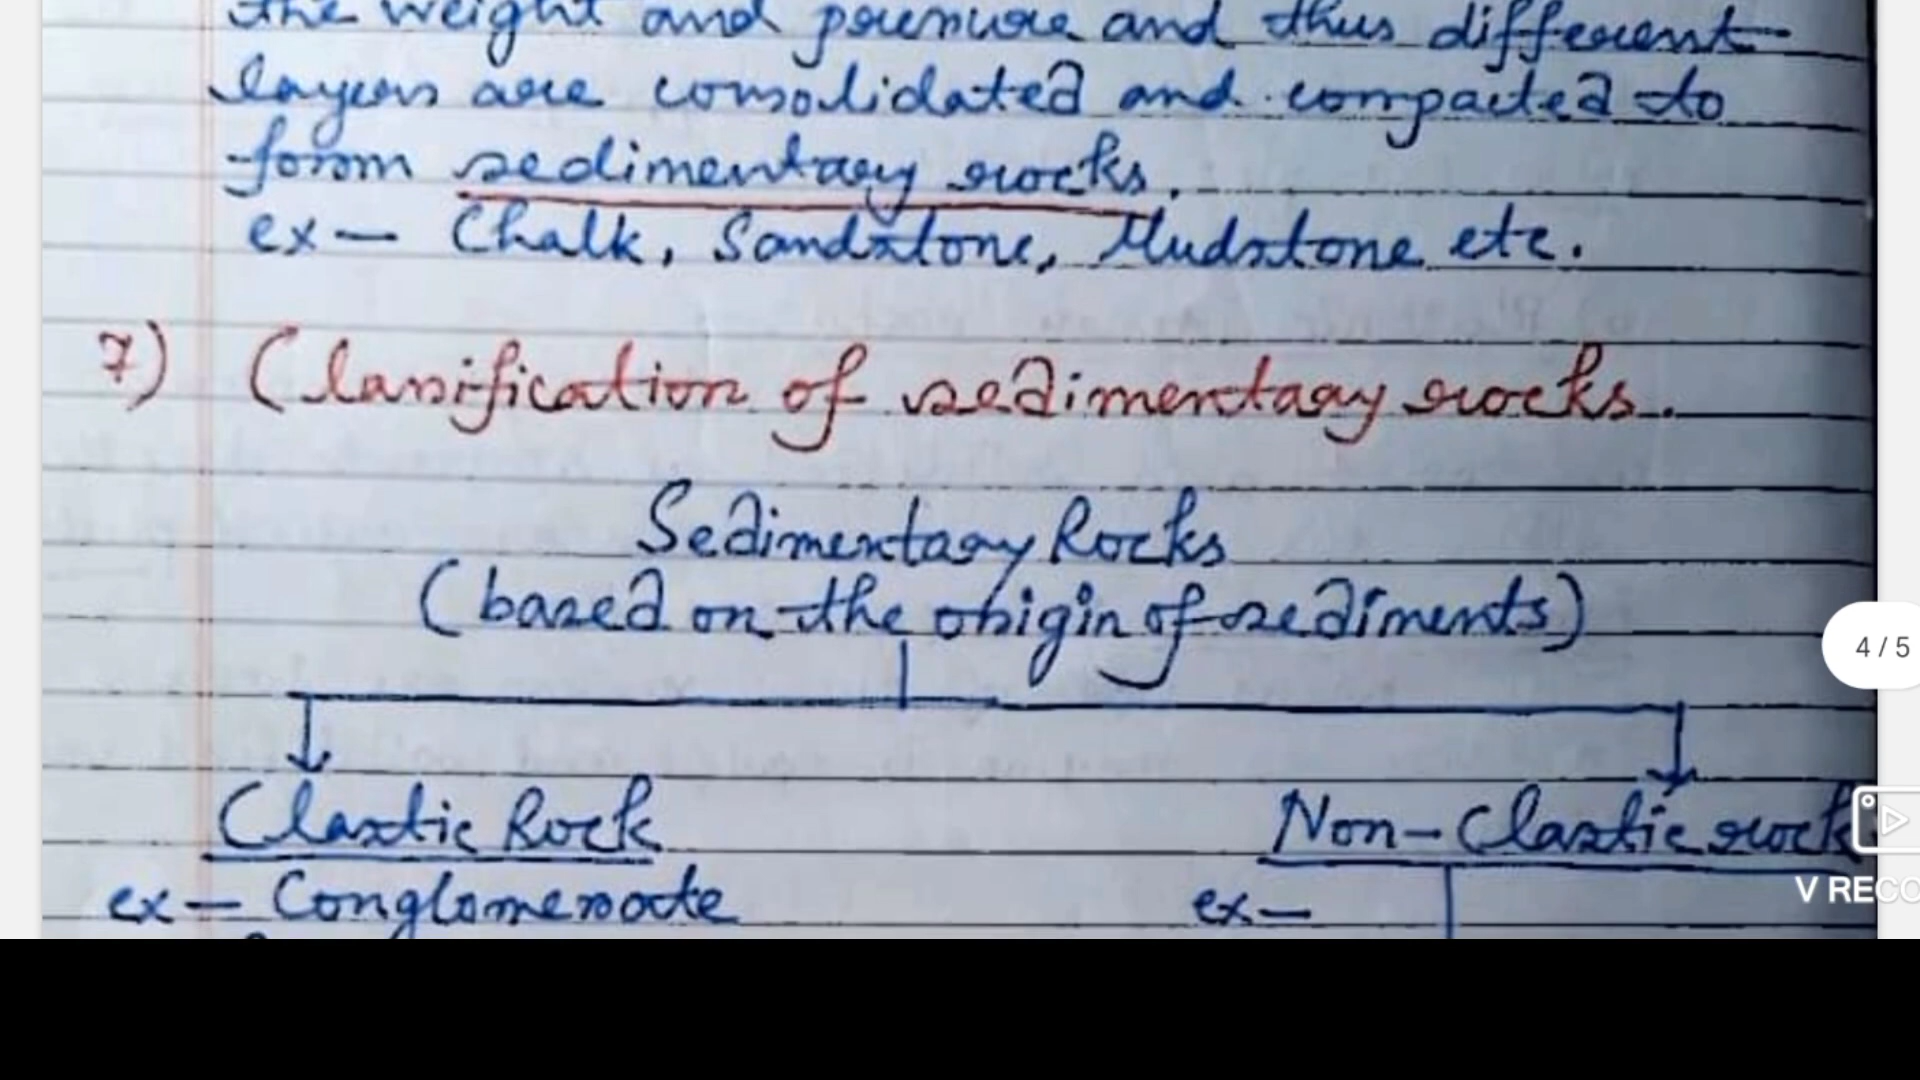 the weight and pressure and thus different
layers are consolidated and compacted to
form sedimentary rocks.
ex— Chalk, Sandstone, Mudstone etc.
7) Classification of sedimentary rocks.
Sedimentary Rocks
(based on the origin of sediments)
4 / 5
Clastic Rock
Non-Clastic rock
V RECO
ex— Conglomerate
ex—